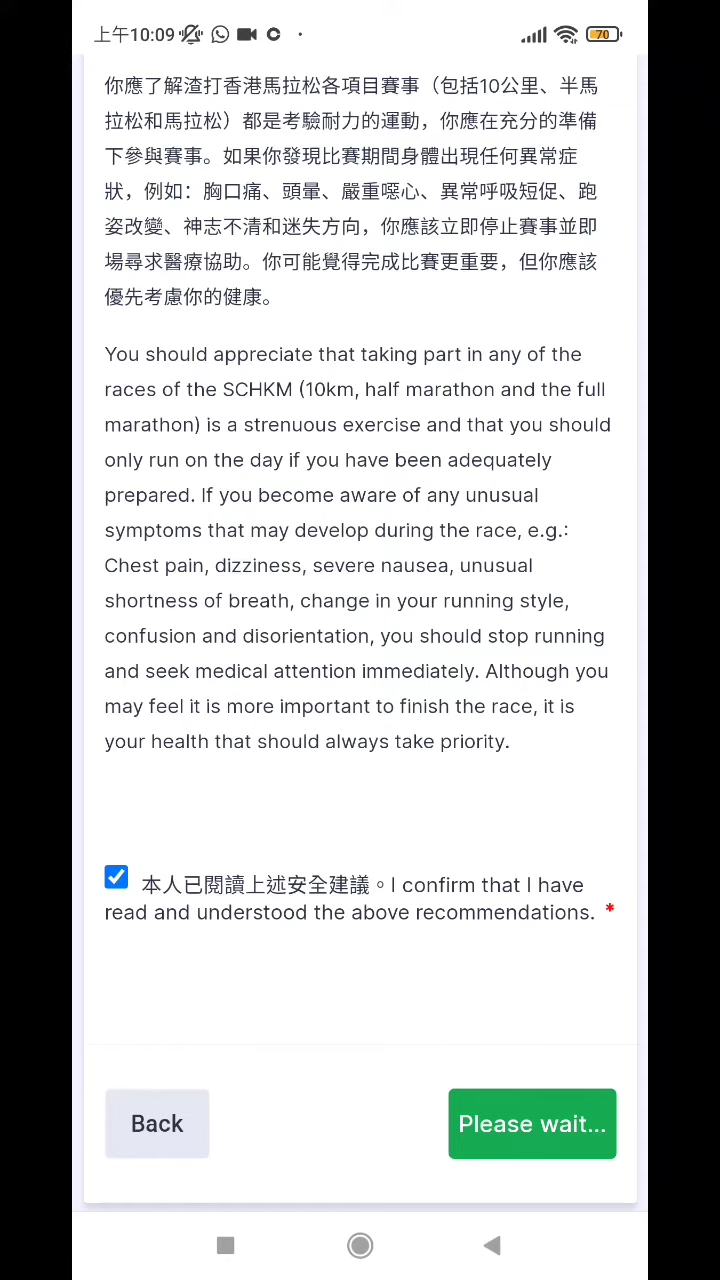 上午10:09
70
你應了解渣打香港馬拉松各項目賽事（包括10公里、半馬
拉松和馬拉松）都是考驗耐力的運動，你應在充分的準備
下參與賽事。如果你發現比賽期間身體出現任何異常症
狀，例如：胸口痛、頭暈、嚴重噁心、異常呼吸短促、跑
姿改變、神志不清和迷失方向，你應該立即停止賽事並即
場尋求醫療協助。你可能覺得完成比賽更重要，但你應該
優先考慮你的健康。
You should appreciate that taking part in any of the
races of the SCHKM (10km, half marathon and the full
marathon) is a strenuous exercise and that you should
only run on the day if you have been adequately
prepared. If you become aware of any unusual
symptoms that may develop during the race, e.g.:
Chest pain, dizziness, severe nausea, unusual
shortness of breath, change in your running style,
confusion and disorientation, you should stop running
and seek medical attention immediately. Although you
may feel it is more important to finish the race, it is
your health that should always take priority.
本人已閱讀上述安全建議。I confirm that I have
read and understood the above recommendations. *
Back
Please wait...